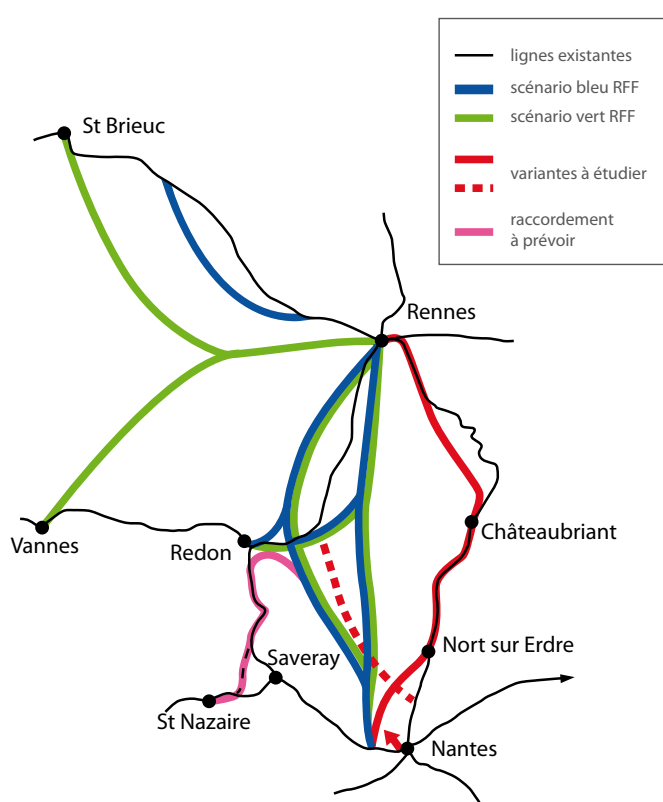 lignes existantes
scénario bleu RFF
scénario vert RFF
variantes à étudier
raccordement
à prévoir
St Brieuc
Rennes
Vannes
Redon
Châteaubriant
Nort sur Erdre
Saveray
St Nazaire
Nantes